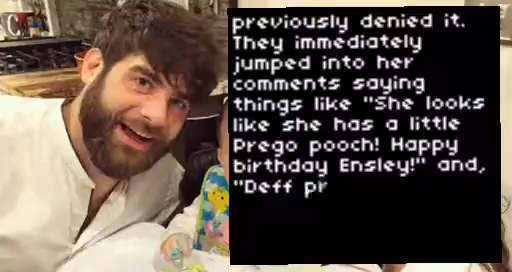 previously denied it.
They immediately
jumped into her
comments saying
things like "She looks
like she has a little
Prego pooch! Happy
birthday Ensley!" and,
"Deff pr